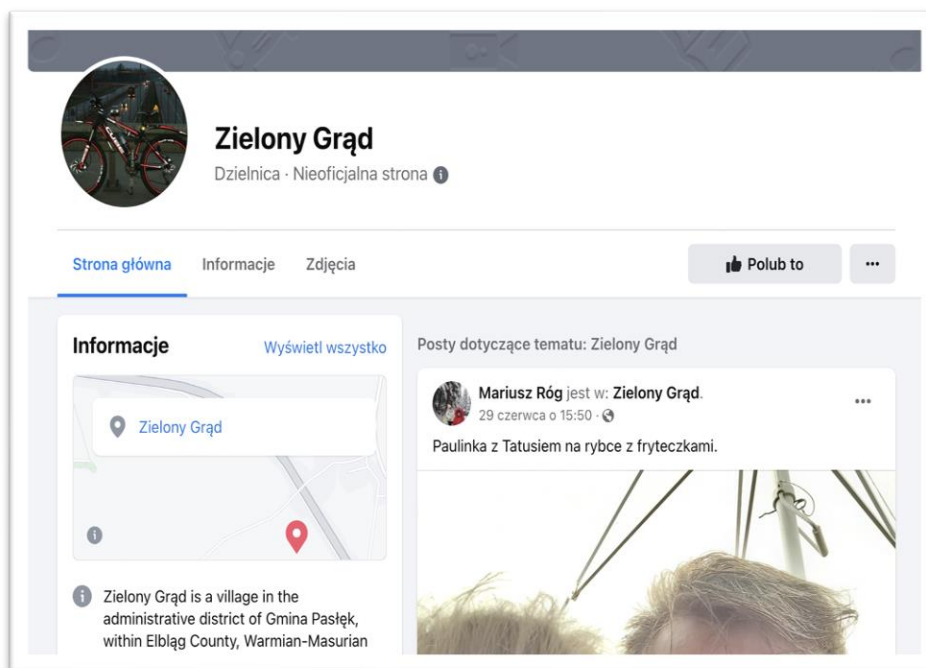 Zielony Grąd
Dzielnica · Nieoficjalna strona
Strona główna
Informacje
Zdjęcia
Polub to
Informacje
Wyświetl wszystko
Zielony Grąd
Zielony Grąd is a village in the
administrative district of Gmina Pasłęk,
within Elbląg County, Warmian-Masurian
Posty dotyczące tematu: Zielony Grąd
Mariusz Róg jest w: Zielony Grąd.
29 czerwca o 15:50 ·
Paulinka z Tatusiem na rybce z fryteczkami.